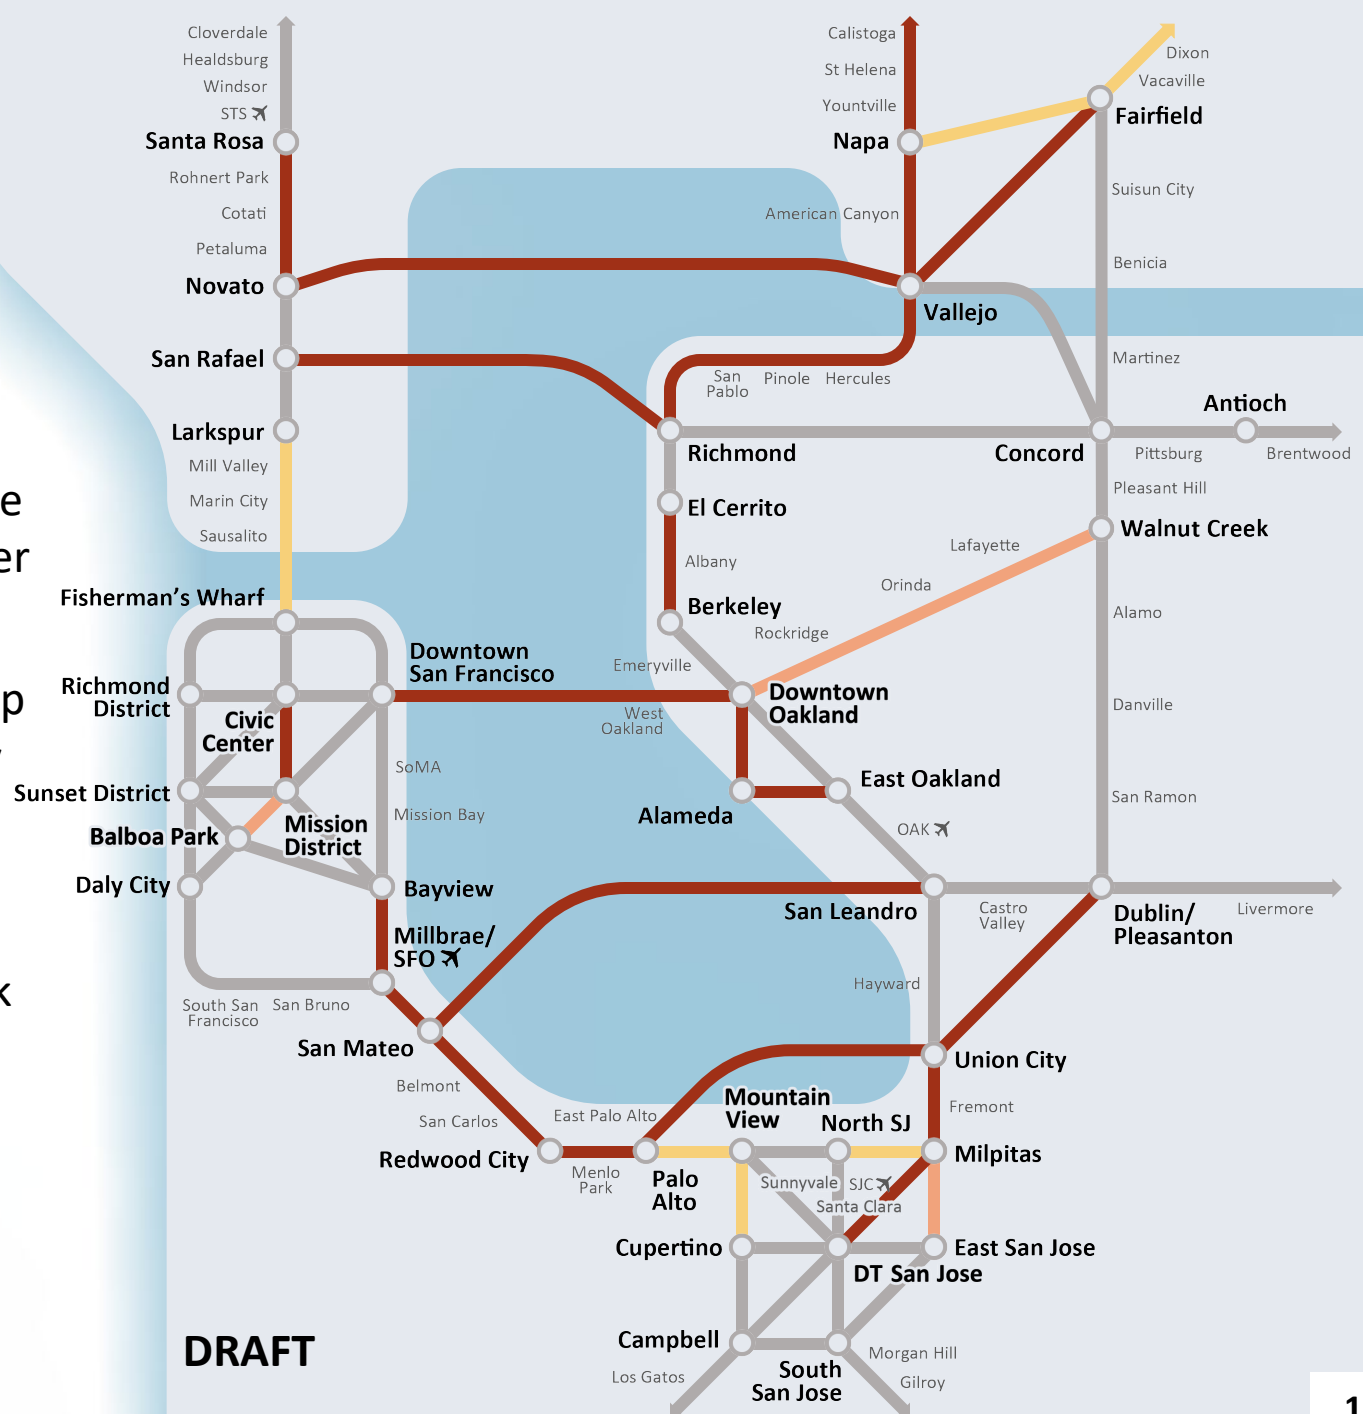 Cloverdale
Healdsburg
Windsor
STS
Santa Rosa
Rohnert Park
Cotati
Petaluma
Novato
San Rafael
Larkspur
Mill Valley
Marin City
Sausalito
Fisherman's Wharf
Calistoga
St Helena
Yountville
Napa
American Canyon
Vallejo
Dixon
Vacaville
Fairfield
Suisun City
Benicia
Martinez
San
Pablo
Pinole
Hercules
Antioch
Richmond
Concord
Pittsburg
Brentwood
Pleasant Hill
El Cerrito
Walnut Creek
Lafayette
Albany
Orinda
Berkeley
Rockridge
Alamo
Emeryville
e
er
p
k
Downtown
San Francisco
Richmond
District
Civic
Center
West
Oakland
Downtown
Oakland
Danville
SoMA
Sunset District
East Oakland
San Ramon
Mission Bay
Alameda
Balboa Park
Mission
District
OAK
Daly City
Bayview
San Leandro
Castro
Valley
Dublin/
Pleasanton
Livermore
Millbrae/
SFO
Hayward
South San
Francisco
San Bruno
San Mateo
Union City
Belmont
San Carlos
East Palo Alto
Mountain
View
North SJ
Fremont
Redwood City
Menlo
Park
Palo
Alto
Milpitas
Sunnyvale
SJC
Santa Clara
Cupertino
East San Jose
DT San Jose
Campbell
South
San Jose
Los Gatos
Morgan Hill
Gilroy
DRAFT
1